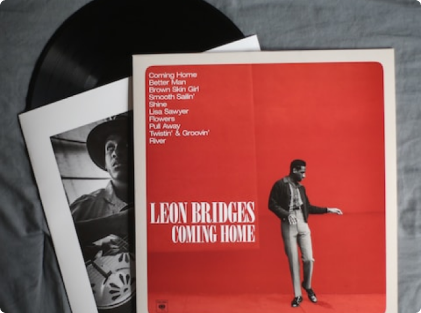 Coming Home
Better Man
Brown Skin Girl
Smooth Sailin'
Shine
Lisa Sawyer
Flowers
Pull Away
Twistin' & Groovin'
River
LEON BRIDGES
COMING HOME